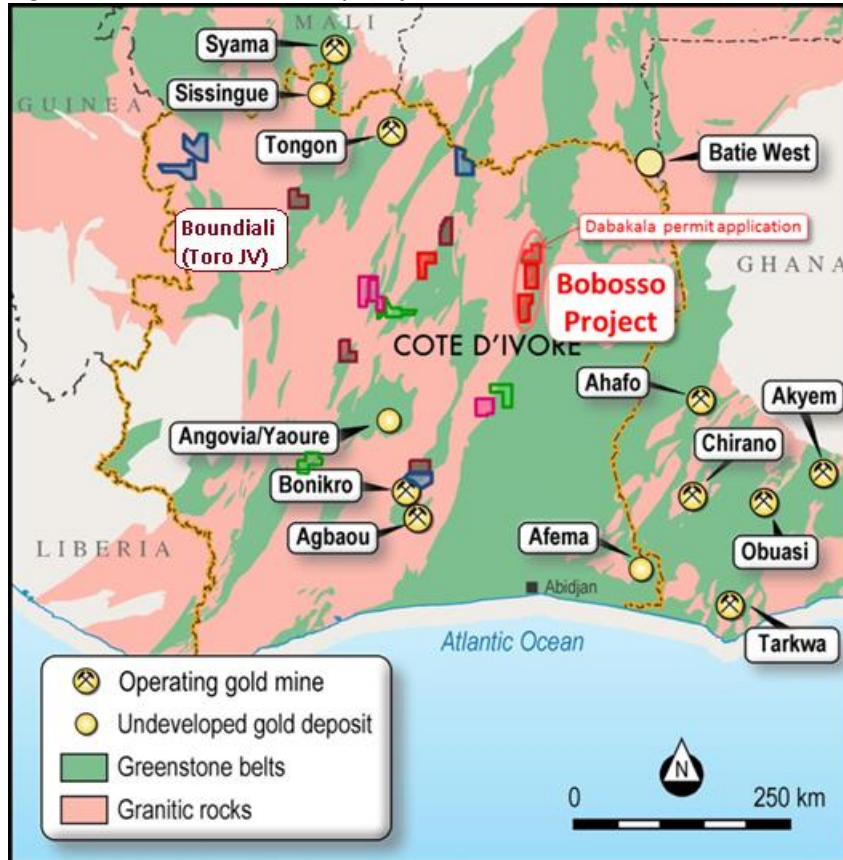 MALI
Syama
GUINEA
Sissingue
Tongon
Batie West
Boundiali
(Toro JV)
Dabakala permit application
GHANA
Bobosso
Project
COTE D'IVORE
Ahafo
Akyem
Angovia/Yaoure
Chirano
Bonikro
Agbaou
LIBERIA
Afema
Obuasi
Abidjan
Tarkwa
Atlantic Ocean
Operating gold mine
Undeveloped gold deposit
Greenstone belts
Granitic rocks
N
0 250 km